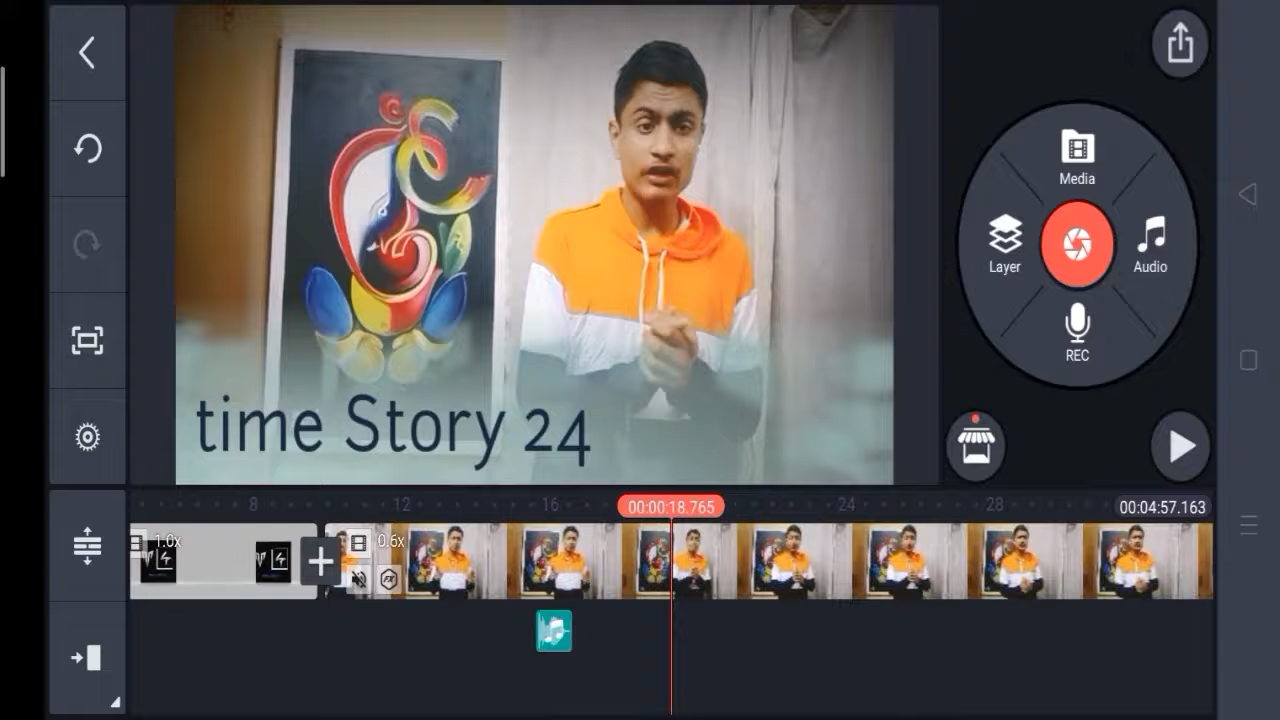 Media
Layer
Audio
REC
time Story 24
8
12
16
00:00:18.765
24
28
00:04:57.163
1.0x
0.6x